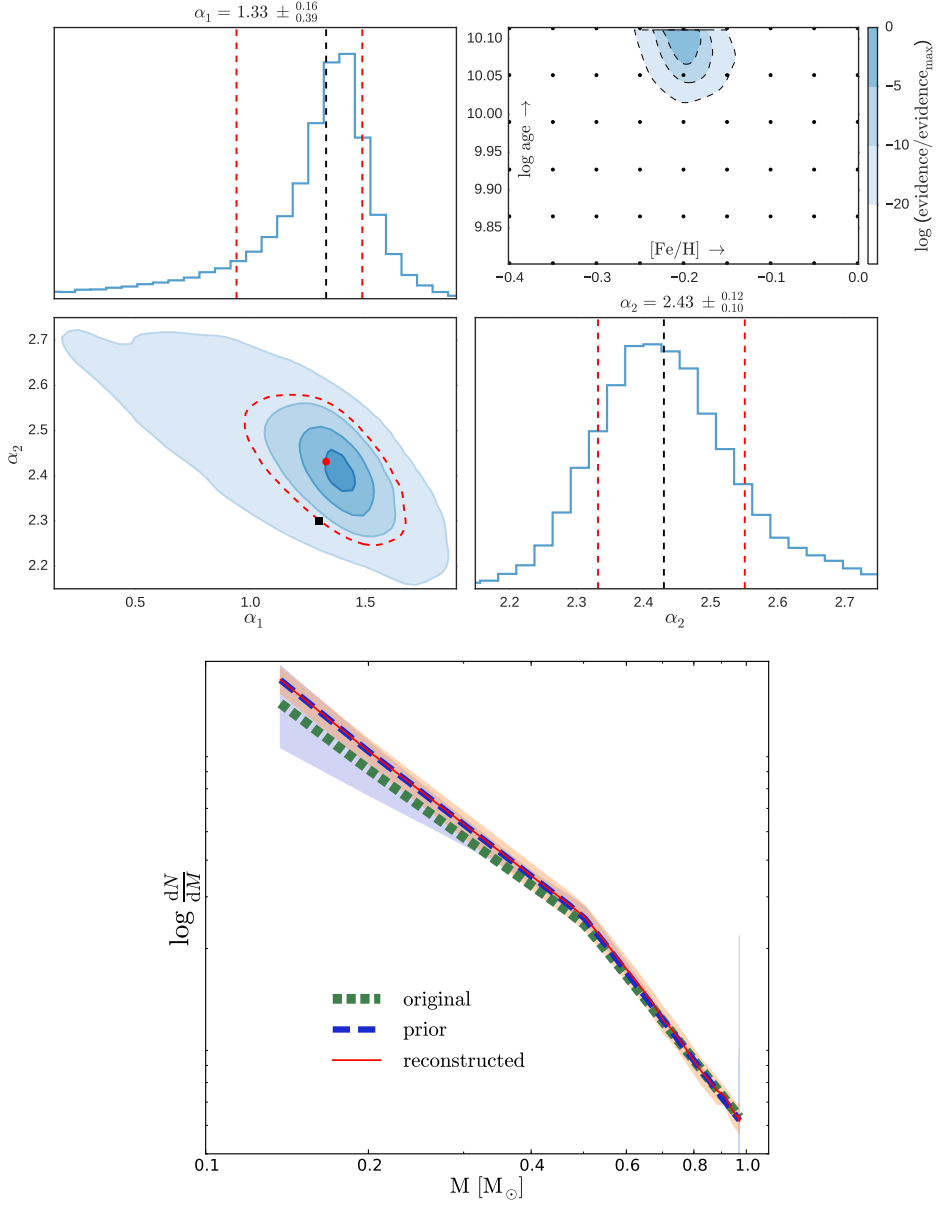 α₁ = 1.33 ± 0.16 0.39
10.10
10.05
10.00
9.95
9.90
9.85
log age →
[Fe/H] →
−0.4 −0.3 −0.2 −0.1 0.0
0
−5
−10
−20
log (evidence/evidence_max)
α₂ = 2.43 ± 0.12 0.10
2.7
2.6
2.5
2.4
2.3
2.2
α₂
0.5 1.0 1.5
α₁
2.2 2.3 2.4 2.5 2.6 2.7
α₂
log dN/dM
original
prior
reconstructed
0.1 0.2 0.4 0.6 0.8 1.0
M [M⊙]